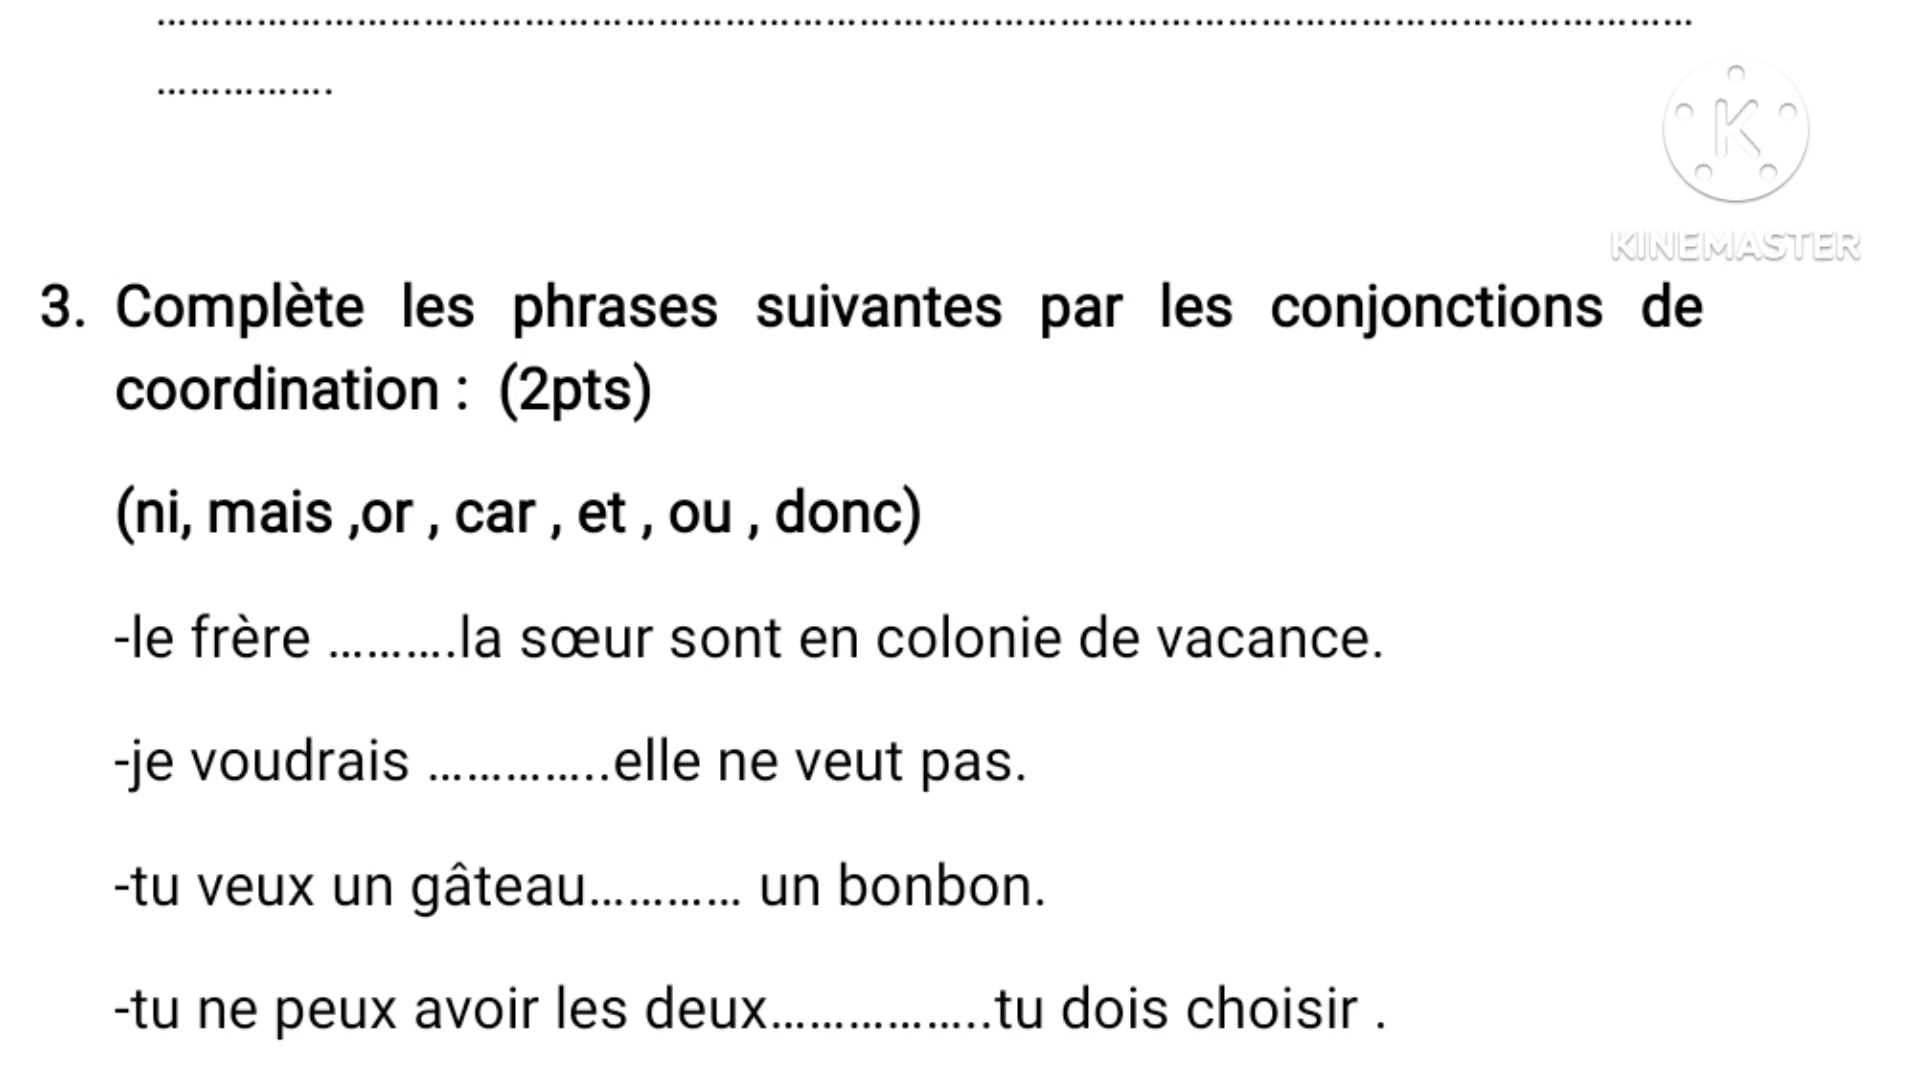 ………………………………………………………………………………………………………………………………
…………….
KINEMASTER
3. Complète les phrases suivantes par les conjonctions de
coordination : (2pts)
(ni, mais ,or , car , et , ou , donc)
-le frère ……….la sœur sont en colonie de vacance.
-je voudrais …………..elle ne veut pas.
-tu veux un gâteau………… un bonbon.
-tu ne peux avoir les deux……………..tu dois choisir .